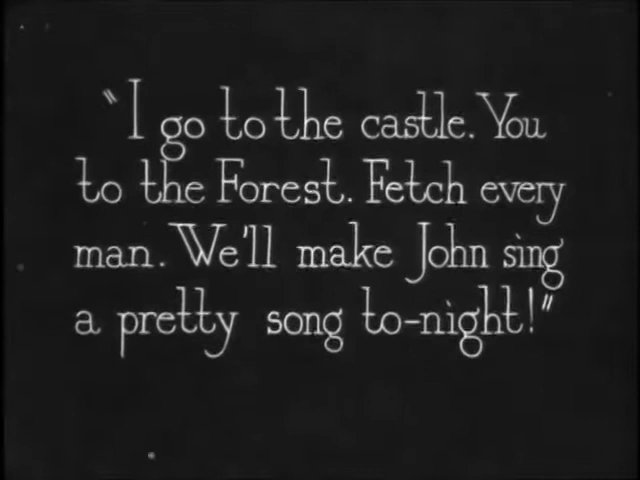 "I go to the castle. You
to the Forest. Fetch every
man. We'll make John sing
a pretty song to-night!"